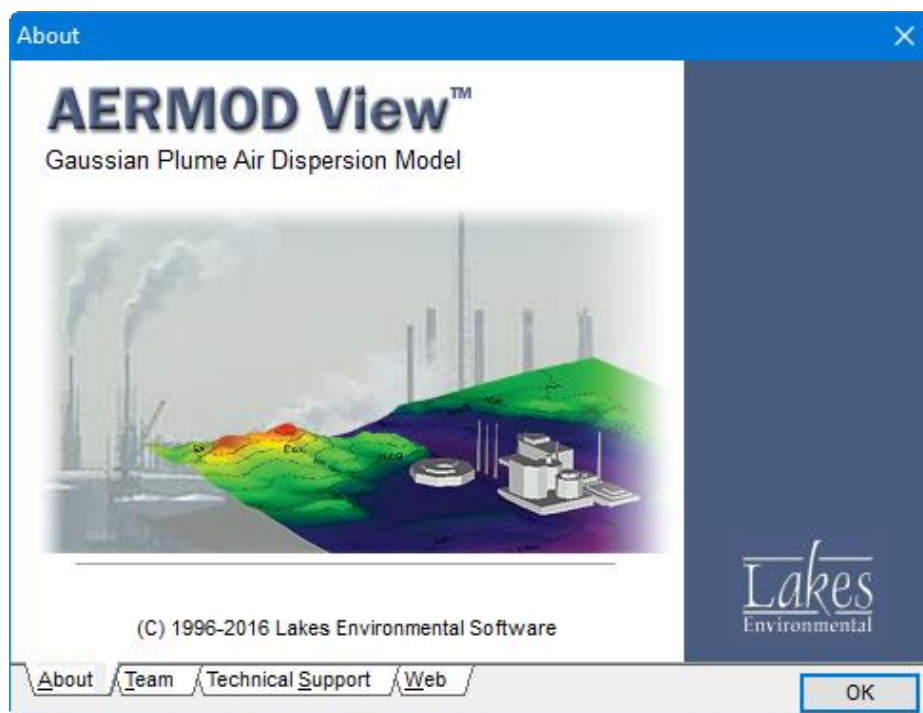 About
AERMOD View™
Gaussian Plume Air Dispersion Model
(C) 1996-2016 Lakes Environmental Software
Lakes
Environmental
About
Team
Technical Support
Web
OK